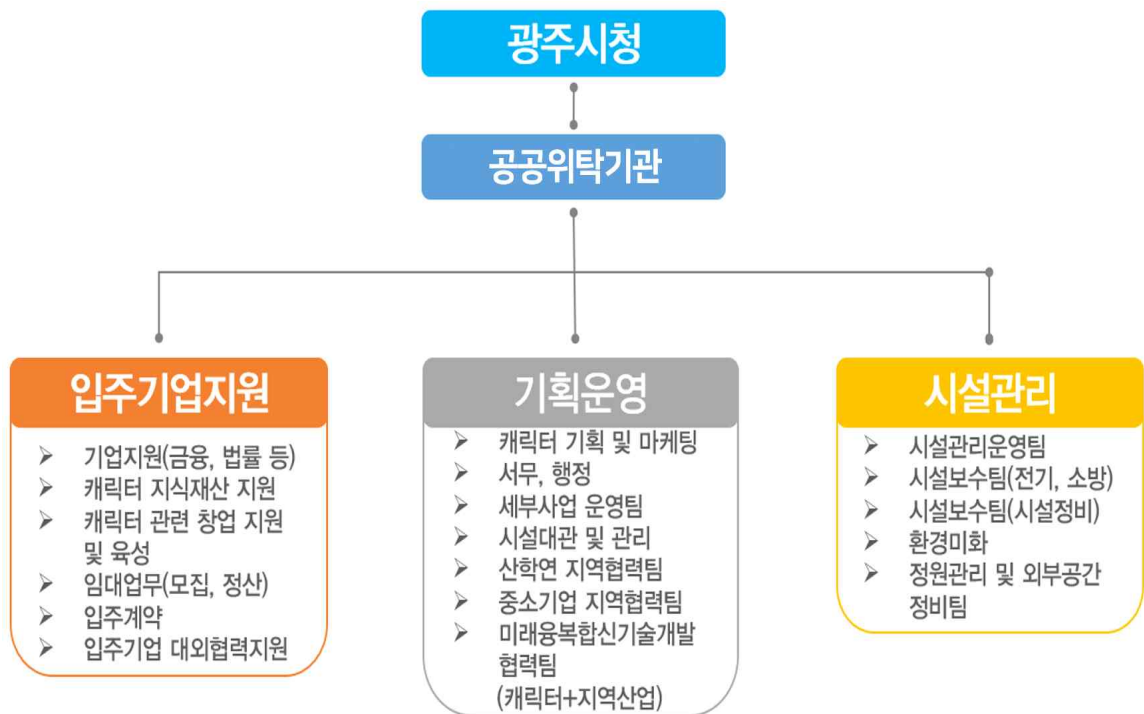 광주시청
공공위탁기관
입주기업지원
➢ 기업지원(금융, 법률 등)
➢ 캐릭터 지식재산 지원
➢ 캐릭터 관련 창업 지원
및 육성
➢ 임대업무(모집, 정산)
➢ 입주계약
➢ 입주기업 대외협력지원
기획운영
➢ 캐릭터 기획 및 마케팅
➢ 서무, 행정
➢ 세부사업 운영팀
➢ 시설대관 및 관리
➢ 산학연 지역협력팀
➢ 중소기업 지역협력팀
➢ 미래융복합신기술개발
협력팀
(캐릭터+지역산업)
시설관리
➢ 시설관리운영팀
➢ 시설보수팀(전기, 소방)
➢ 시설보수팀(시설정비)
➢ 환경미화
➢ 정원관리 및 외부공간
정비팀